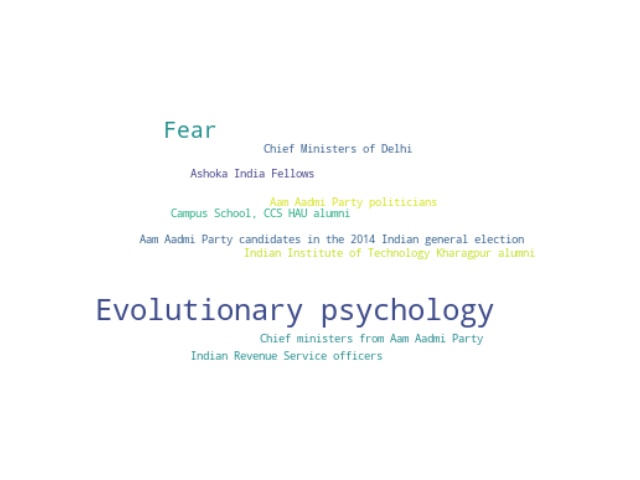 Fear
Chief Ministers of Delhi
Ashoka India Fellows
Aam Aadmi Party politicians
Campus School, CCS HAU alumni
Aam Aadmi Party candidates in the 2014 Indian general election
Indian Institute of Technology Kharagpur alumni
Evolutionary psychology
Chief ministers from Aam Aadmi Party
Indian Revenue Service officers